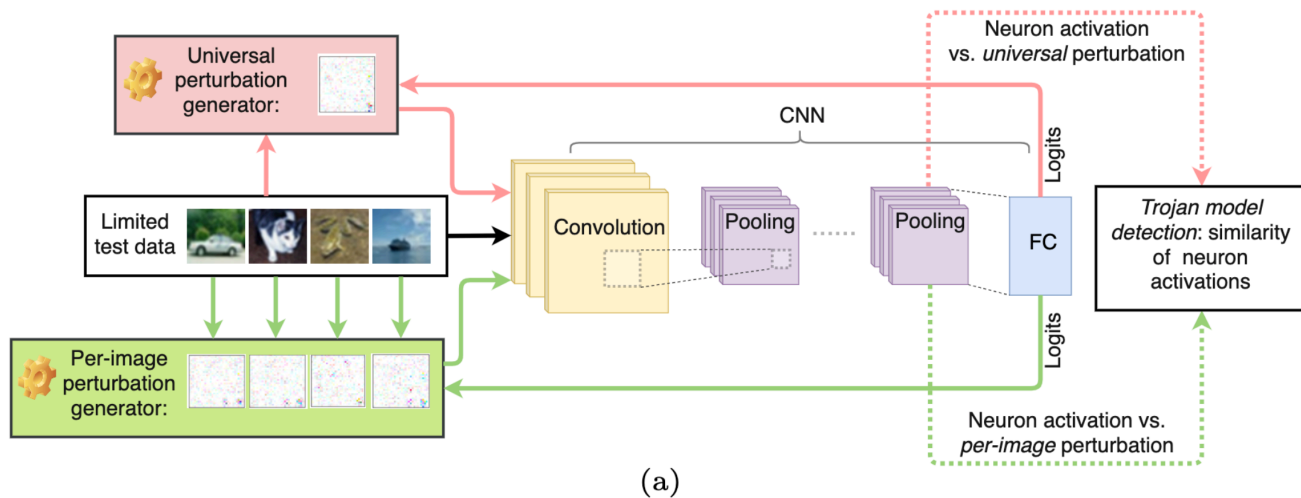 Universal
perturbation
generator:
Neuron activation
vs. universal perturbation
CNN
Logits
Limited
test data
Convolution
Pooling
Pooling
FC
Trojan model
detection: similarity
of neuron
activations
Per-image
perturbation
generator:
Logits
Neuron activation vs.
per-image perturbation
(a)